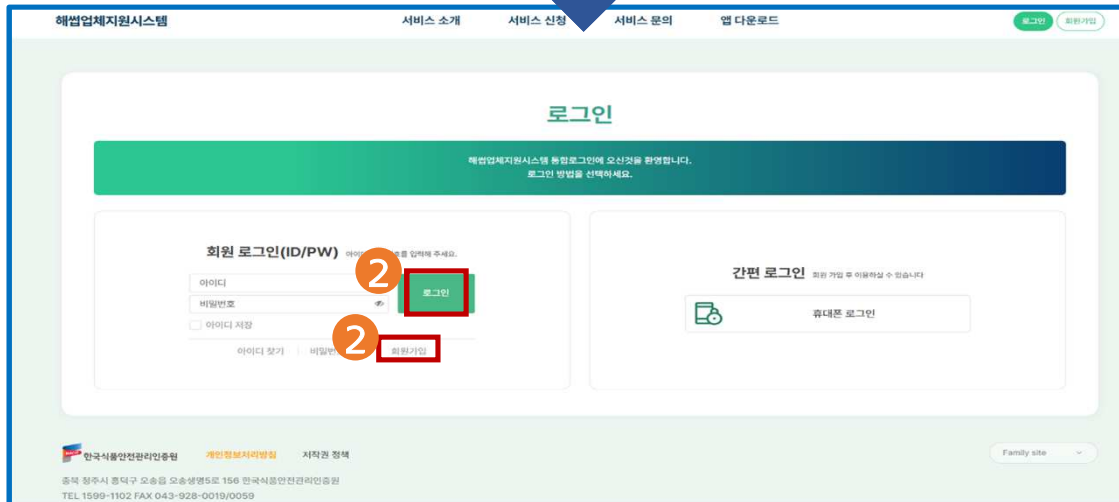 해썹업체지원시스템
서비스 소개 서비스 신청 서비스 문의 앱 다운로드
로그인 회원가입
로그인
해썹업체지원시스템 통합로그인에 오신것을 환영합니다.
로그인 방법을 선택하세요.
회원 로그인(ID/PW) 를 입력해 주세요.
아이디
비밀번호
로그인
2
아이디 저장
2
아이디 찾기 회원가입
간편 로그인 회원 가입 후 이용하실 수 있습니다
휴대폰 로그인
한국식품안전관리인증원 개인정보처리방침 저작권 정책
Family site
충북 청주시 흥덕구 오송읍 오송생명5로 156 한국식품안전관리인증원
TEL 1599-1102 FAX 043-928-0019/0059